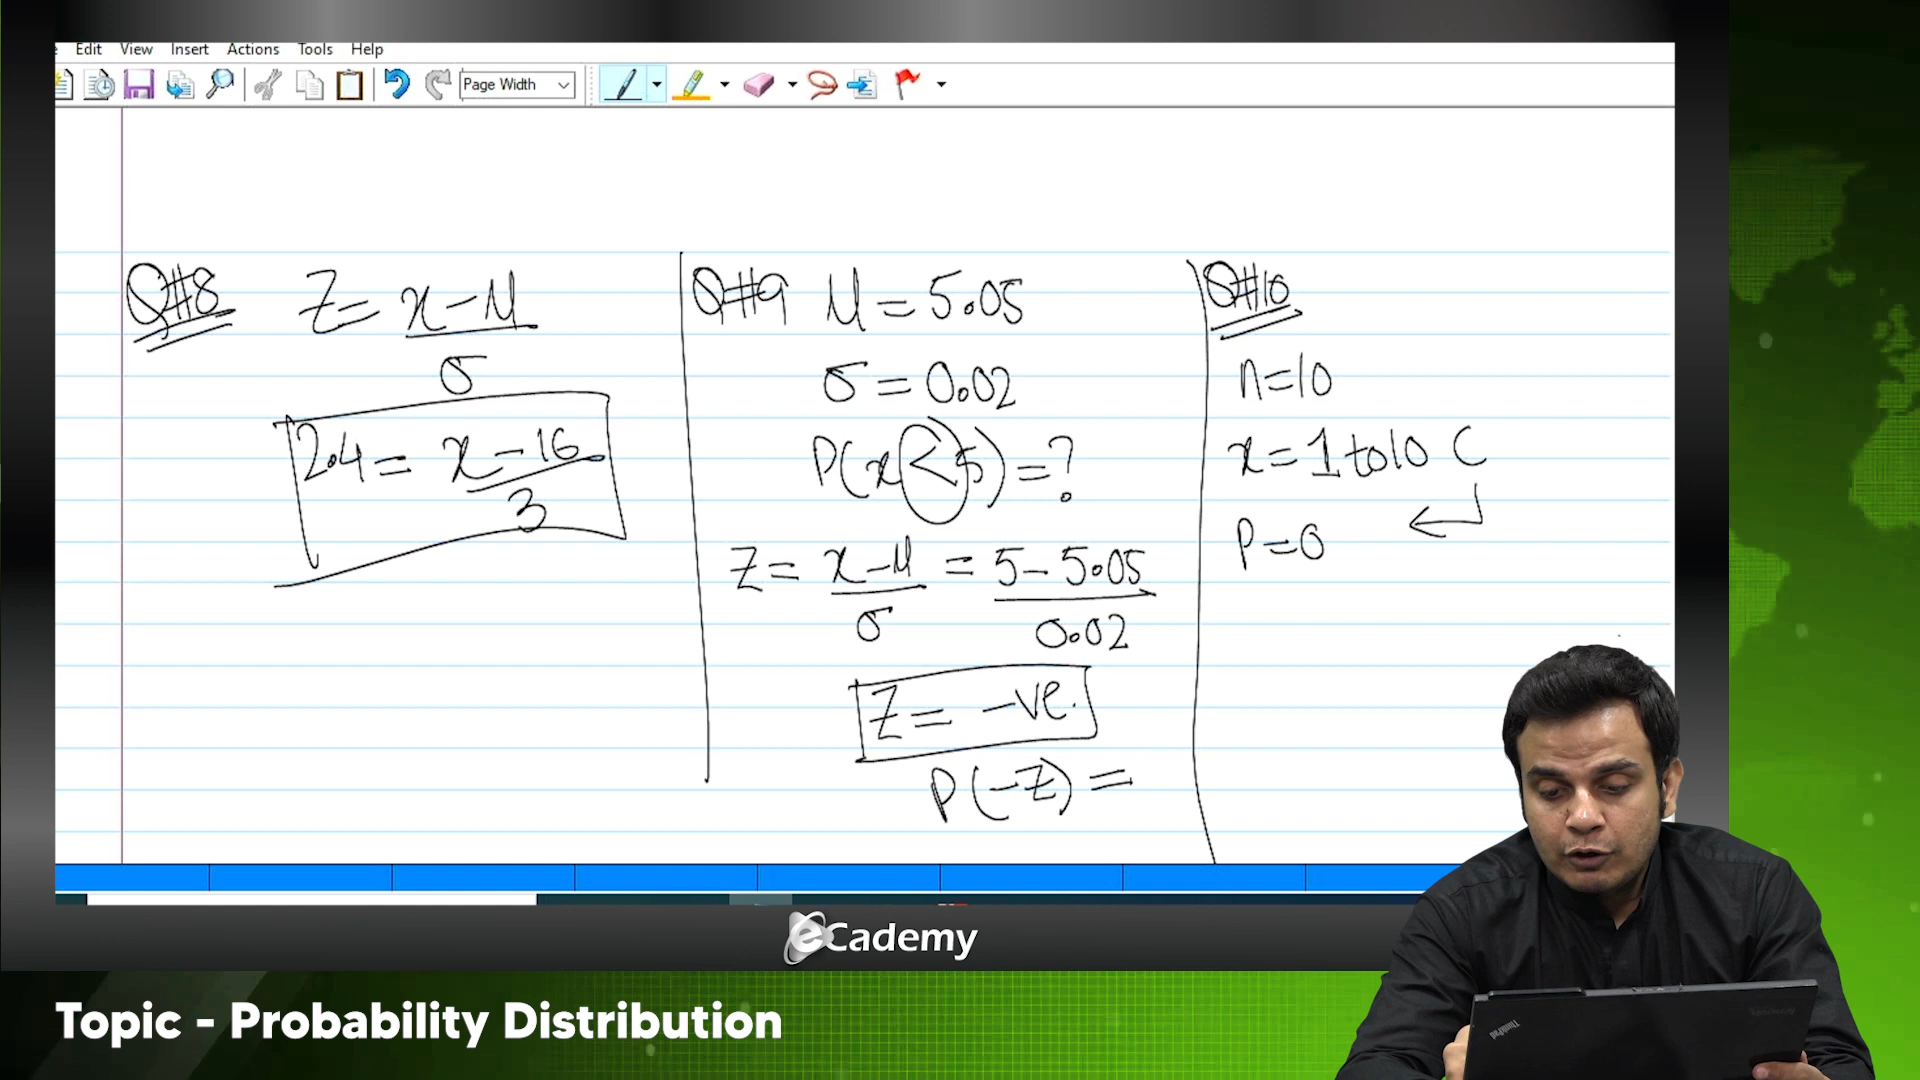 Edit View Insert Actions Tools Help
Page Width
Q#8 Z = x - M
σ
2.4 = x - 16
3
Q#9 M = 5.05
σ = 0.02
P(x < 5) = ?
Z = x - M = 5 - 5.05
σ 0.02
Z = -ve.
P(-Z) =
Q#10
n = 10
x = 1 to 10 C
P = 0
eCademy
Topic - Probability Distribution
ThinkPad